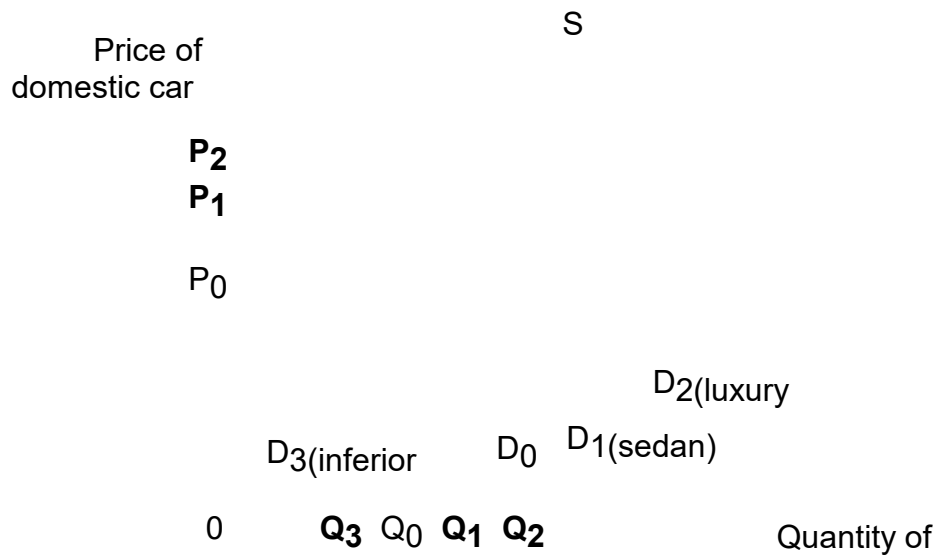 S
Price of
domestic car
P2
P1
P0
D2(luxury
D1(sedan)
D0
D3(inferior
0 Q3 Q0 Q1 Q2 Quantity of